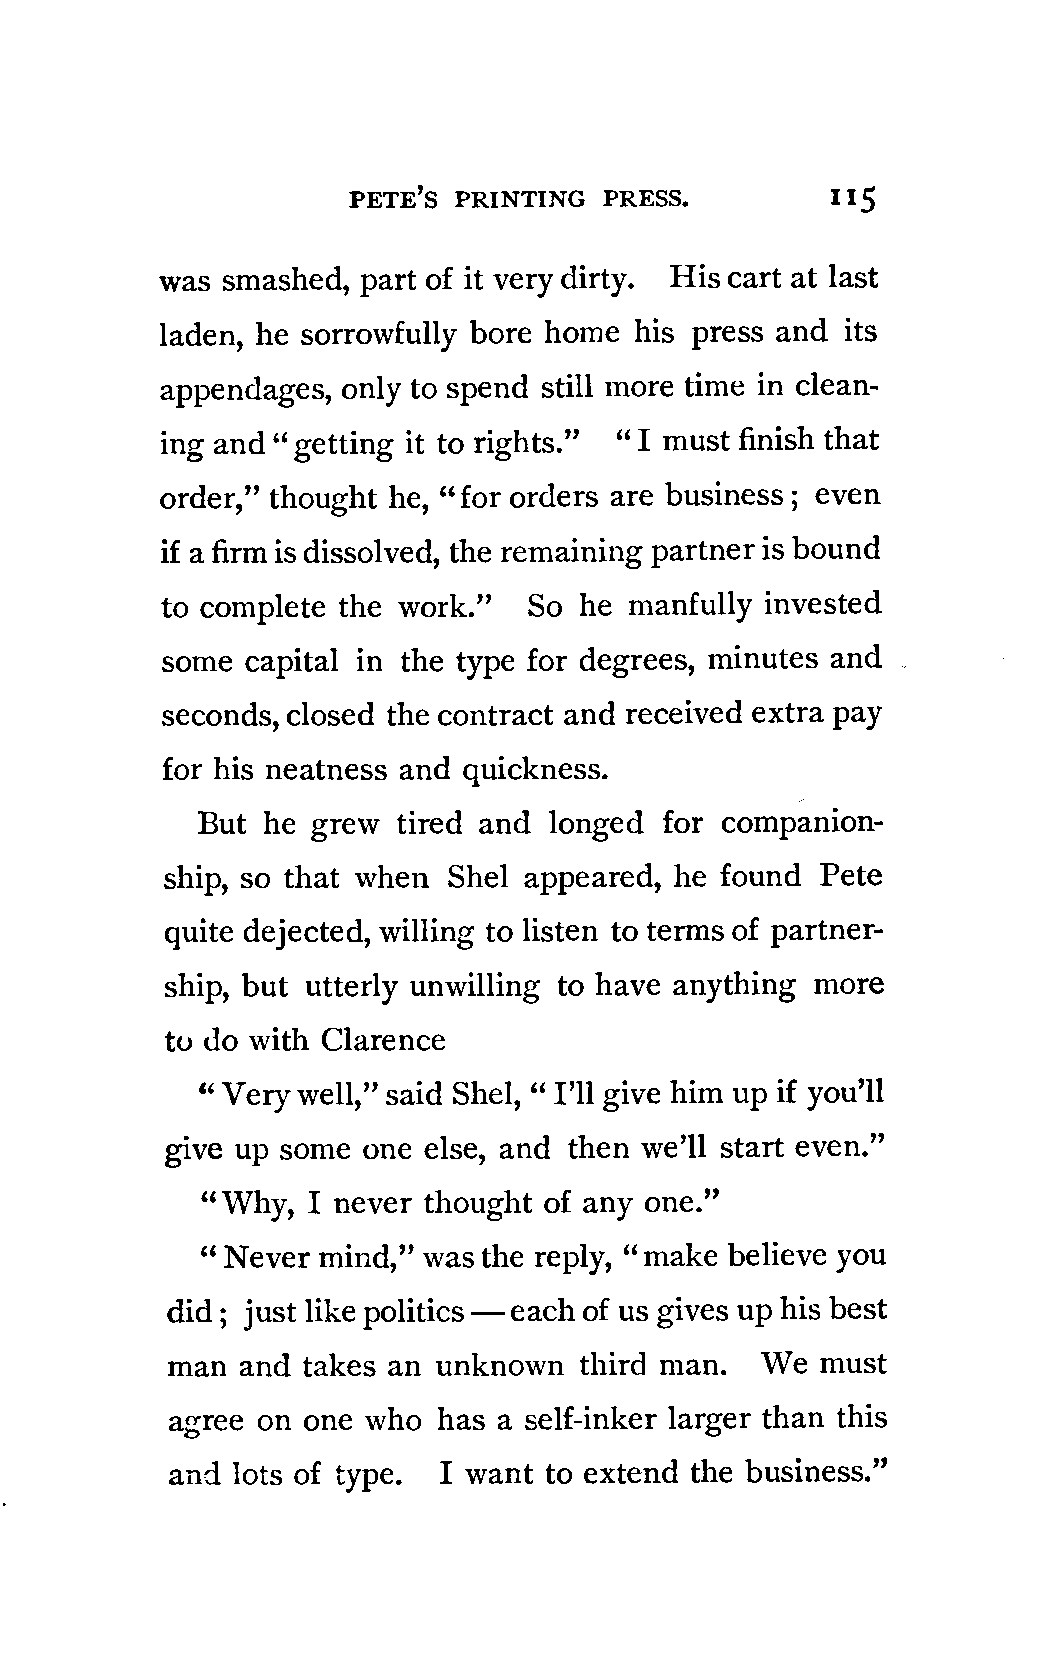 PETE'S PRINTING PRESS. 115
was smashed, part of it very dirty. His cart at last
laden, he sorrowfully bore home his press and its
appendages, only to spend still more time in clean-
ing and "getting it to rights." "I must finish that
order," thought he, "for orders are business; even
if a firm is dissolved, the remaining partner is bound
to complete the work." So he manfully invested
some capital in the type for degrees, minutes and
seconds, closed the contract and received extra pay
for his neatness and quickness.
But he grew tired and longed for companion-
ship, so that when Shel appeared, he found Pete
quite dejected, willing to listen to terms of partner-
ship, but utterly unwilling to have anything more
to do with Clarence
"Very well," said Shel, "I'll give him up if you'll
give up some one else, and then we'll start even."
"Why, I never thought of any one."
"Never mind," was the reply, "make believe you
did; just like politics—each of us gives up his best
man and takes an unknown third man. We must
agree on one who has a self-inker larger than this
and lots of type. I want to extend the business."